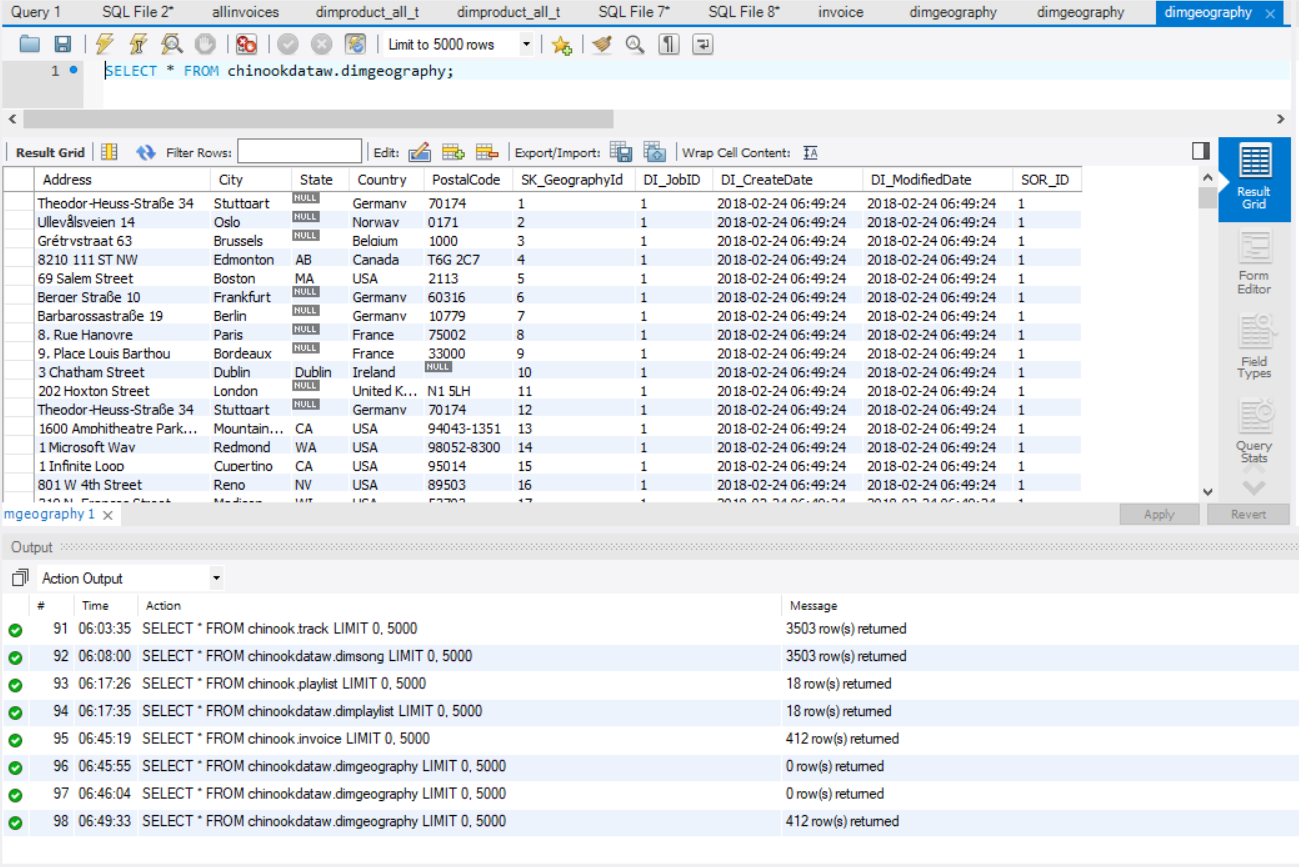 Query 1 SQL File 2* allinvoices dimproduct_all_t dimproduct_all_t SQL File 7* SQL File 8* invoice dimgeography dimgeography dimgeography
Limit to 5000 rows
1 SELECT * FROM chinookdataw.dimgeography;
Result Grid Filter Rows: Edit: Export/Import: Wrap Cell Content:
Address City State Country PostalCode SK_GeographyId DI_JobID DI_CreateDate DI_ModifiedDate SOR_ID
Theodor-Heuss-Straße 34 Stuttgart NULL Germany 70174 1 1 2018-02-24 06:49:24 2018-02-24 06:49:24 1
Ullevålsveien 14 Oslo NULL Norway 0171 2 1 2018-02-24 06:49:24 2018-02-24 06:49:24 1
Grétrystraat 63 Brussels NULL Belgium 1000 3 1 2018-02-24 06:49:24 2018-02-24 06:49:24 1
8210 111 ST NW Edmonton AB Canada T6G 2C7 4 1 2018-02-24 06:49:24 2018-02-24 06:49:24 1
69 Salem Street Boston MA USA 2113 5 1 2018-02-24 06:49:24 2018-02-24 06:49:24 1
Berger Straße 10 Frankfurt NULL Germany 60316 6 1 2018-02-24 06:49:24 2018-02-24 06:49:24 1
Barbarossastraße 19 Berlin NULL Germany 10779 7 1 2018-02-24 06:49:24 2018-02-24 06:49:24 1
8, Rue Hanovre Paris NULL France 75002 8 1 2018-02-24 06:49:24 2018-02-24 06:49:24 1
9, Place Louis Barthou Bordeaux NULL France 33000 9 1 2018-02-24 06:49:24 2018-02-24 06:49:24 1
3 Chatham Street Dublin Dublin Ireland NULL 10 1 2018-02-24 06:49:24 2018-02-24 06:49:24 1
202 Hoxton Street London NULL United K... N1 5LH 11 1 2018-02-24 06:49:24 2018-02-24 06:49:24 1
Theodor-Heuss-Straße 34 Stuttgart NULL Germany 70174 12 1 2018-02-24 06:49:24 2018-02-24 06:49:24 1
1600 Amphitheatre Park... Mountain... CA USA 94043-1351 13 1 2018-02-24 06:49:24 2018-02-24 06:49:24 1
1 Microsoft Way Redmond WA USA 98052-8300 14 1 2018-02-24 06:49:24 2018-02-24 06:49:24 1
1 Infinite Loop Cupertino CA USA 95014 15 1 2018-02-24 06:49:24 2018-02-24 06:49:24 1
801 W 4th Street Reno NV USA 89503 16 1 2018-02-24 06:49:24 2018-02-24 06:49:24 1
Result
Grid
Form
Editor
Field
Types
Query
Stats
mgeography 1 Apply Revert
Output
Action Output
# Time Action Message
91 06:03:35 SELECT * FROM chinook.track LIMIT 0, 5000 3503 row(s) returned
92 06:08:00 SELECT * FROM chinookdataw.dimsong LIMIT 0, 5000 3503 row(s) returned
93 06:17:26 SELECT * FROM chinook.playlist LIMIT 0, 5000 18 row(s) returned
94 06:17:35 SELECT * FROM chinookdataw.dimplaylist LIMIT 0, 5000 18 row(s) returned
95 06:45:19 SELECT * FROM chinook.invoice LIMIT 0, 5000 412 row(s) returned
96 06:45:55 SELECT * FROM chinookdataw.dimgeography LIMIT 0, 5000 0 row(s) returned
97 06:46:04 SELECT * FROM chinookdataw.dimgeography LIMIT 0, 5000 0 row(s) returned
98 06:49:33 SELECT * FROM chinookdataw.dimgeography LIMIT 0, 5000 412 row(s) returned